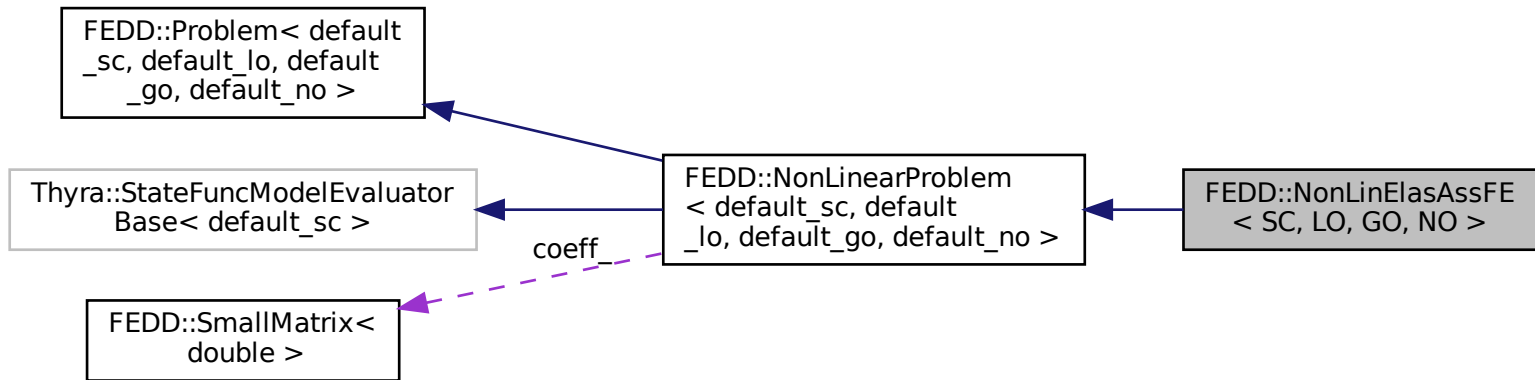 FEDD::Problem< default
_sc, default_lo, default
_go, default_no >
Thyra::StateFuncModelEvaluator
Base< default_sc >
FEDD::SmallMatrix<
double >
coeff_
FEDD::NonLinearProblem
< default_sc, default
_lo, default_go, default_no >
FEDD::NonLinElasAssFE
< SC, LO, GO, NO >